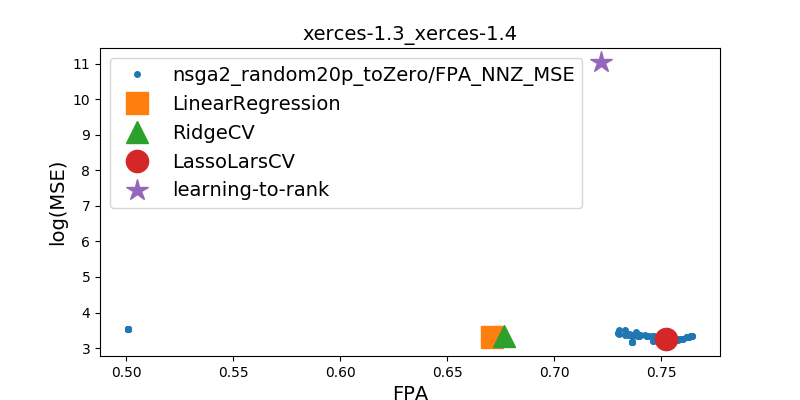 xerces-1.3_xerces-1.4
nsga2_random20p_toZero/FPA_NNZ_MSE
LinearRegression
RidgeCV
LassoLarsCV
learning-to-rank
log(MSE)
11
10
9
8
7
6
5
4
3
0.50 0.55 0.60 0.65 0.70 0.75
FPA